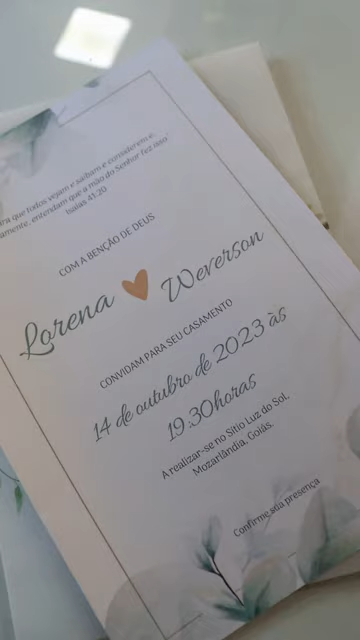 que todos vejam e saibam e considerem e,
entendam que a mão do Senhor fez isso
Isaías 41:20
COM A BENÇÃO DE DEUS
Lorena Weverson
CONVIDAM PARA SEU CASAMENTO
14 de outubro de 2023 às
19.30horas
A realizar-se no Sítio Luz do Sol,
Mozarlândia, Goiás.
Confirme sua presença